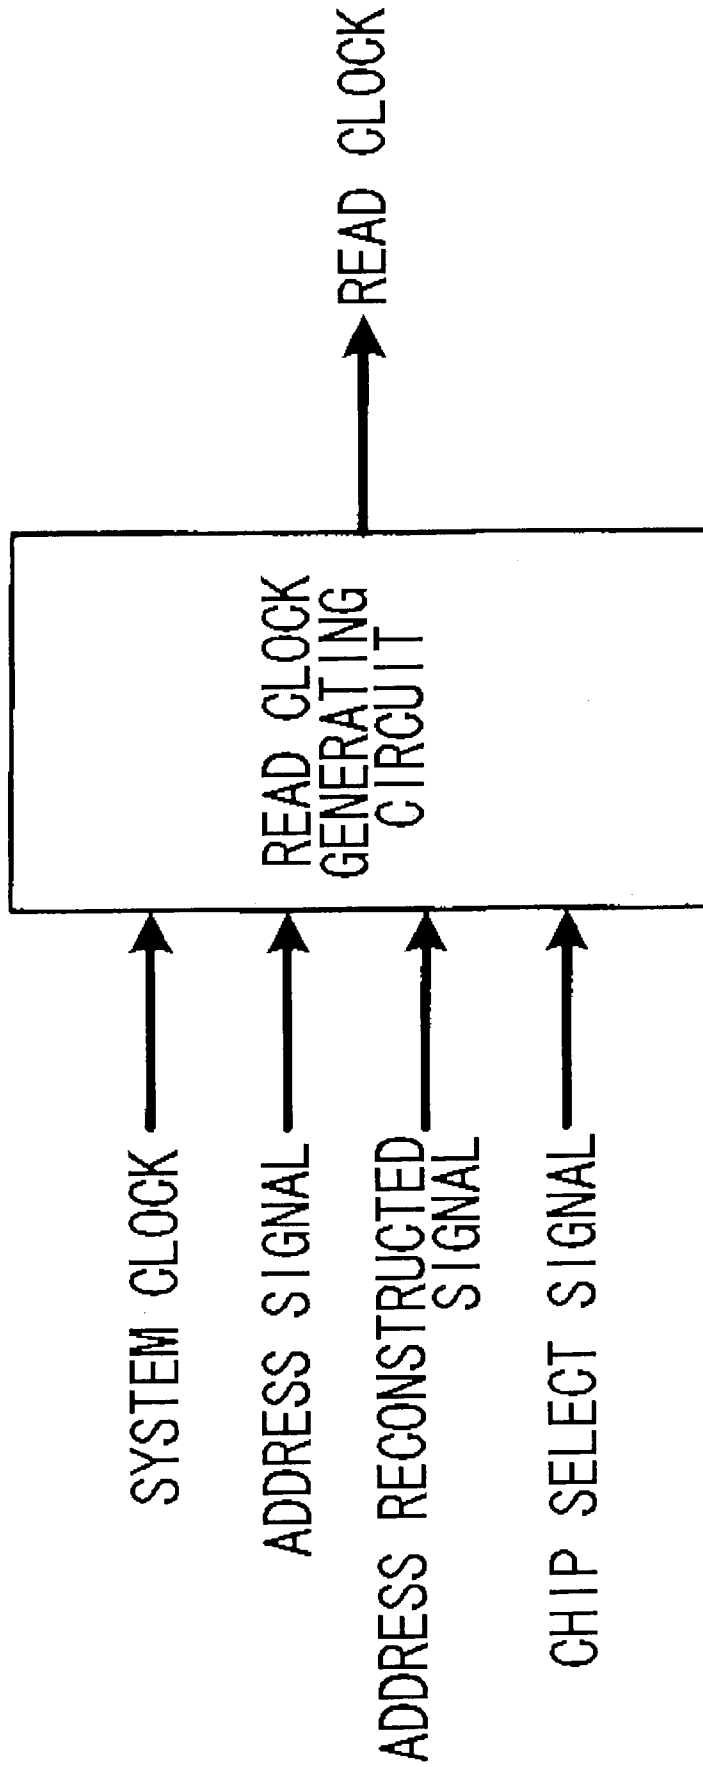 SYSTEM CLOCK
ADDRESS SIGNAL
ADDRESS RECONSTRUCTED
SIGNAL
CHIP SELECT SIGNAL
READ CLOCK
GENERATING
CIRCUIT
READ CLOCK